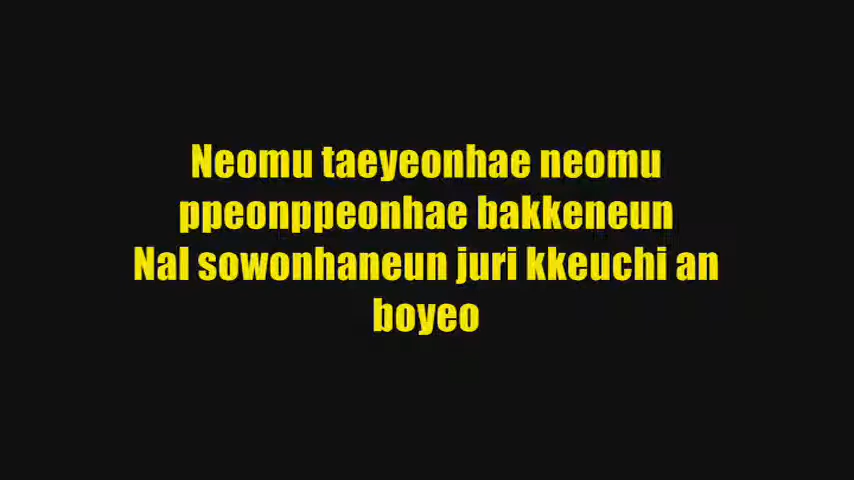 Neomu taeyeonhae neomu
ppeonppeonhae bakkeneun
Nal sowonhaneun juri kkeuchi an
boyeo